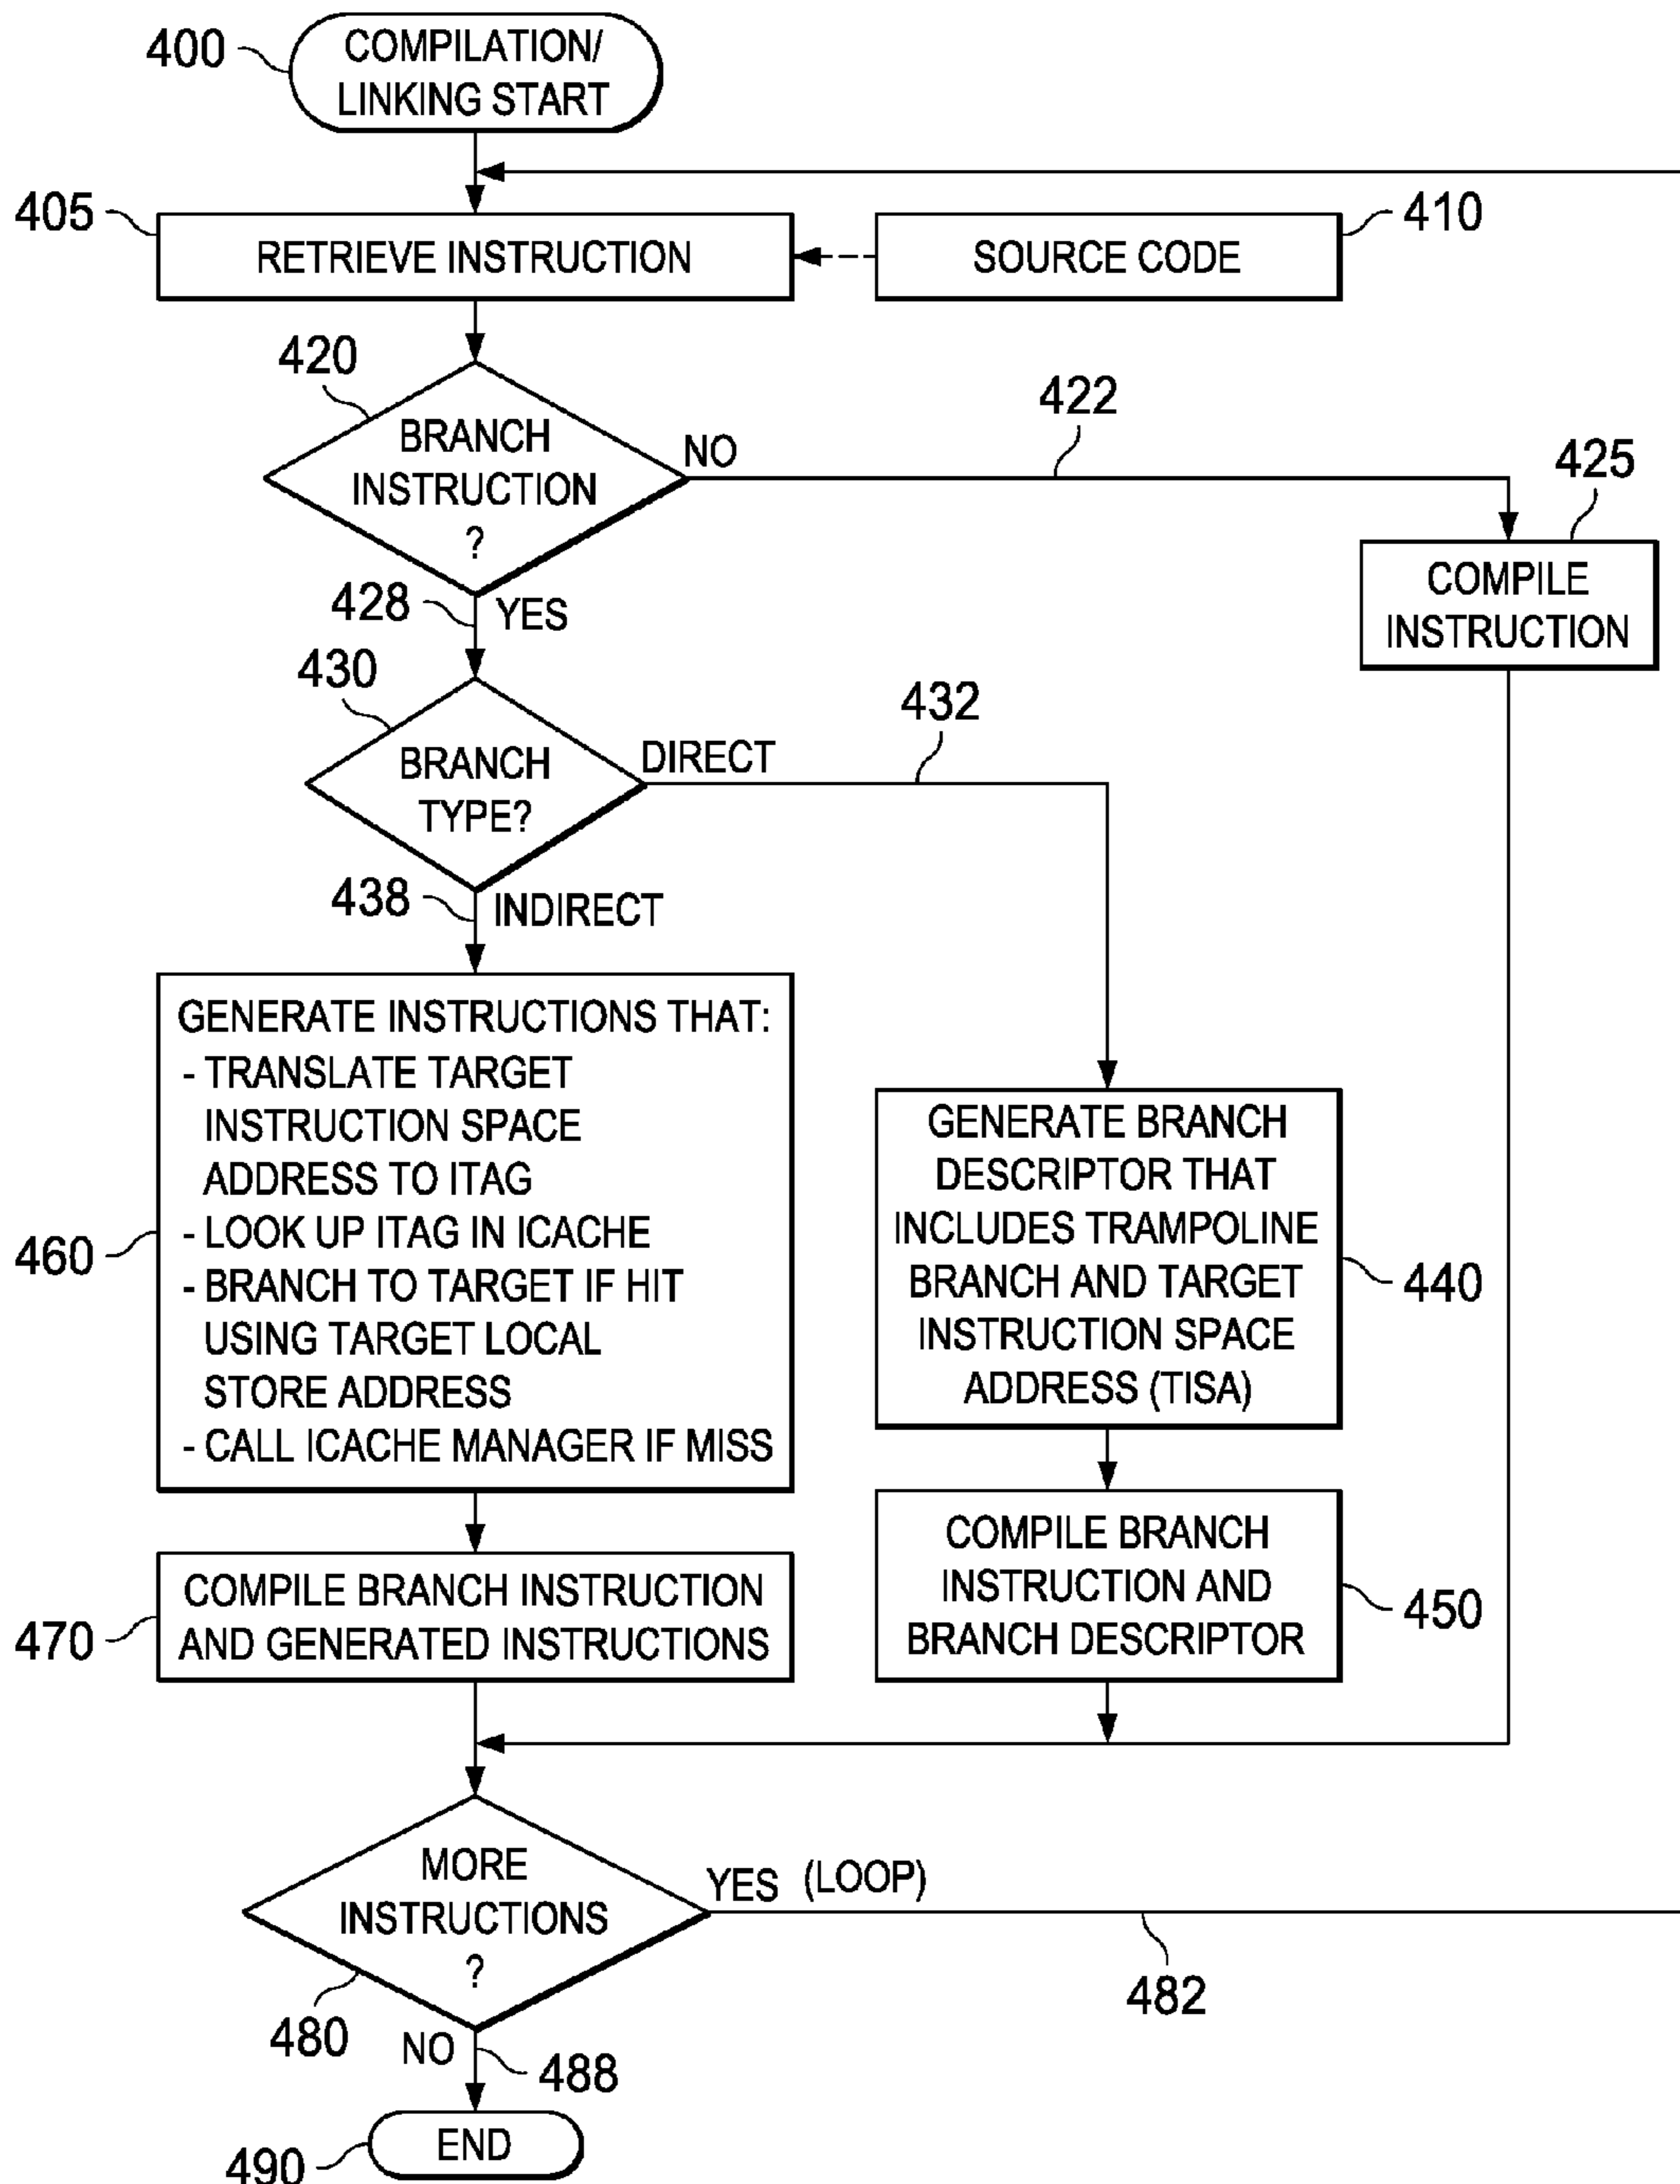 400
COMPILATION/
LINKING START
405
RETRIEVE INSTRUCTION
SOURCE CODE
410
420
BRANCH
INSTRUCTION
?
NO
422
425
COMPILE
INSTRUCTION
428
YES
430
BRANCH
TYPE?
DIRECT
432
438
INDIRECT
460
GENERATE INSTRUCTIONS THAT:
- TRANSLATE TARGET
INSTRUCTION SPACE
ADDRESS TO ITAG
- LOOK UP ITAG IN ICACHE
- BRANCH TO TARGET IF HIT
USING TARGET LOCAL
STORE ADDRESS
- CALL ICACHE MANAGER IF MISS
GENERATE BRANCH
DESCRIPTOR THAT
INCLUDES TRAMPOLINE
BRANCH AND TARGET
INSTRUCTION SPACE
ADDRESS (TISA)
440
470
COMPILE BRANCH INSTRUCTION
AND GENERATED INSTRUCTIONS
COMPILE BRANCH
INSTRUCTION AND
BRANCH DESCRIPTOR
450
MORE
INSTRUCTIONS
?
YES (LOOP)
482
480
NO
488
END
490